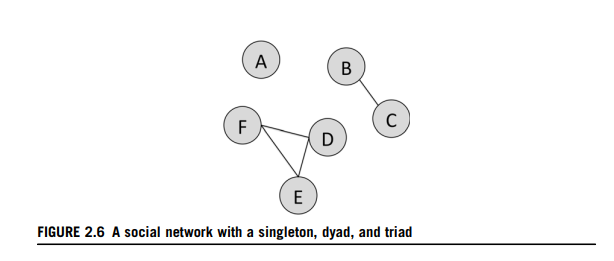 A
B
C
F
D
E
FIGURE 2.6 A social network with a singleton, dyad, and triad